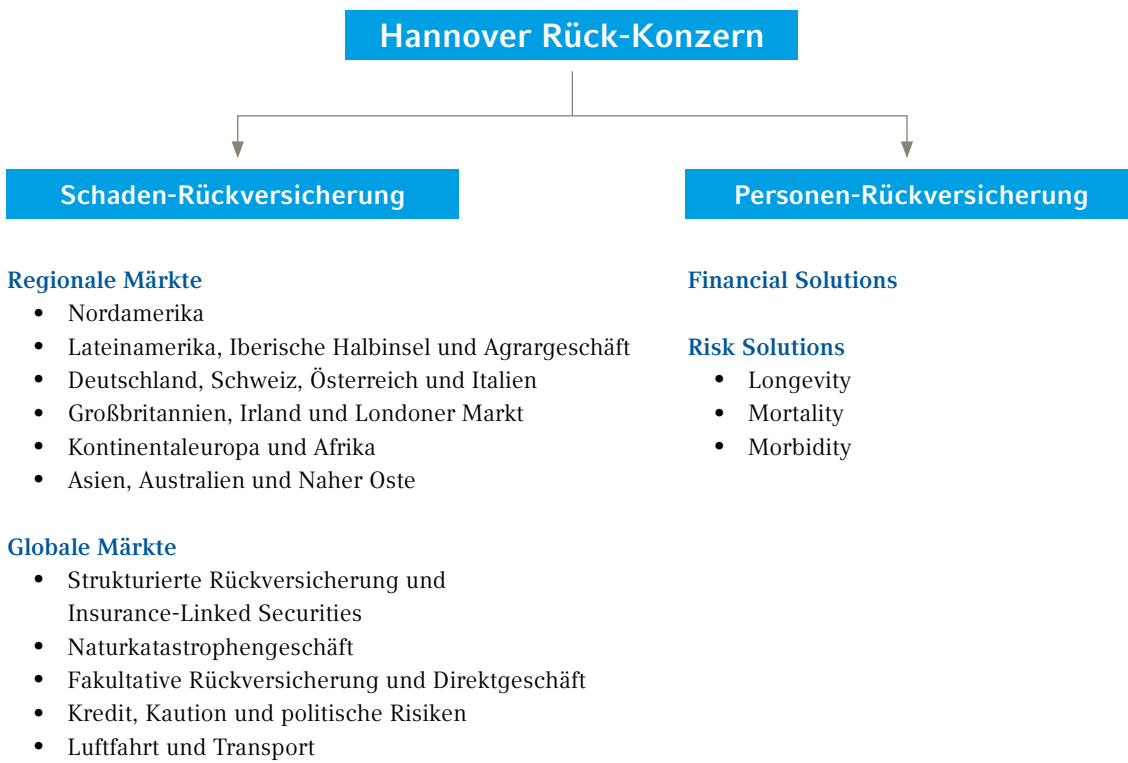 Hannover Rück-Konzern
Schaden-Rückversicherung
Regionale Märkte
• Nordamerika
• Lateinamerika, Iberische Halbinsel und Agrargeschäft
• Deutschland, Schweiz, Österreich und Italien
• Großbritannien, Irland und Londoner Markt
• Kontinentaleuropa und Afrika
• Asien, Australien und Naher Oste
Globale Märkte
• Strukturierte Rückversicherung und
Insurance-Linked Securities
• Naturkatastrophengeschäft
• Fakultative Rückversicherung und Direktgeschäft
• Kredit, Kaution und politische Risiken
• Luftfahrt und Transport
Personen-Rückversicherung
Financial Solutions
Risk Solutions
• Longevity
• Mortality
• Morbidity